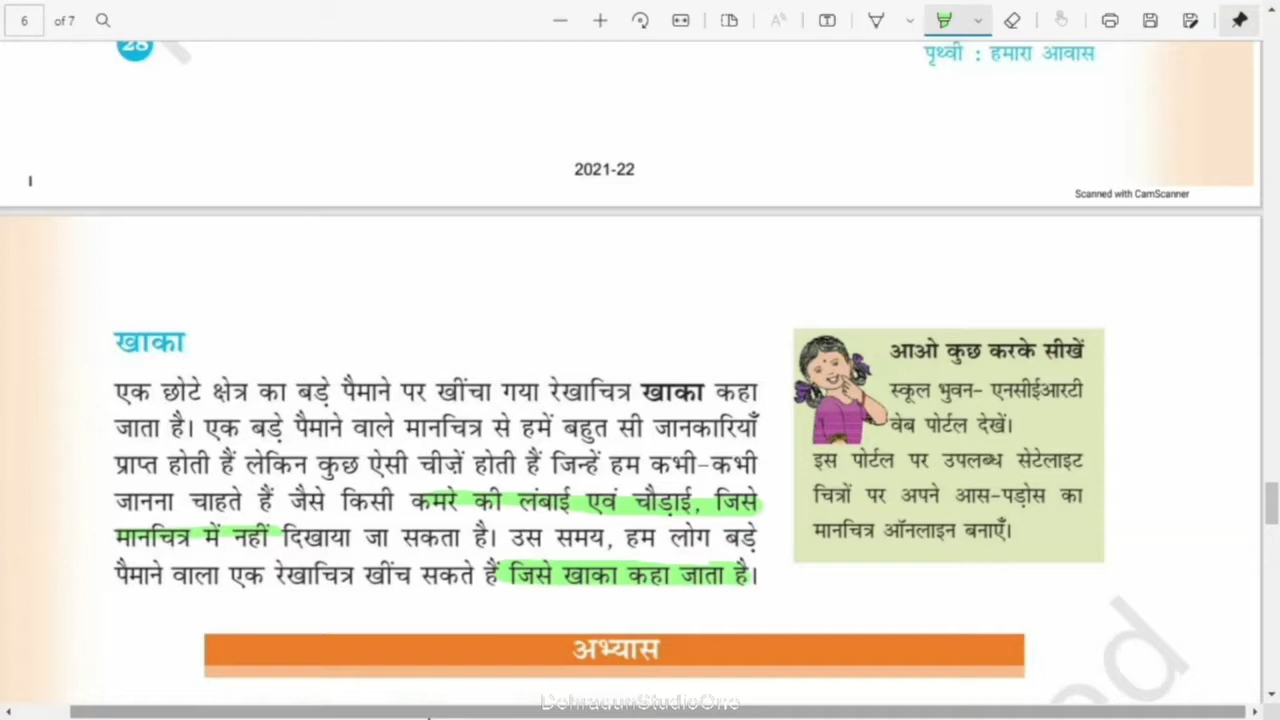 6 of 7
28
पृथ्वी : हमारा आवास
2021-22
Scanned with CamScanner
खाका
एक छोटे क्षेत्र का बड़े पैमाने पर खींचा गया रेखाचित्र खाका कहा
जाता है। एक बड़े पैमाने वाले मानचित्र से हमें बहुत सी जानकारियाँ
प्राप्त होती हैं लेकिन कुछ ऐसी चीज़ें होती हैं जिन्हें हम कभी-कभी
जानना चाहते हैं जैसे किसी कमरे की लंबाई एवं चौड़ाई, जिसे
मानचित्र में नहीं दिखाया जा सकता है। उस समय, हम लोग बड़े
पैमाने वाला एक रेखाचित्र खींच सकते हैं जिसे खाका कहा जाता है।
आओ कुछ करके सीखें
स्कूल भुवन- एनसीईआरटी
वेब पोर्टल देखें।
इस पोर्टल पर उपलब्ध सेटेलाइट
चित्रों पर अपने आस-पड़ोस का
मानचित्र ऑनलाइन बनाएँ।
अभ्यास
DehradunStudioOne